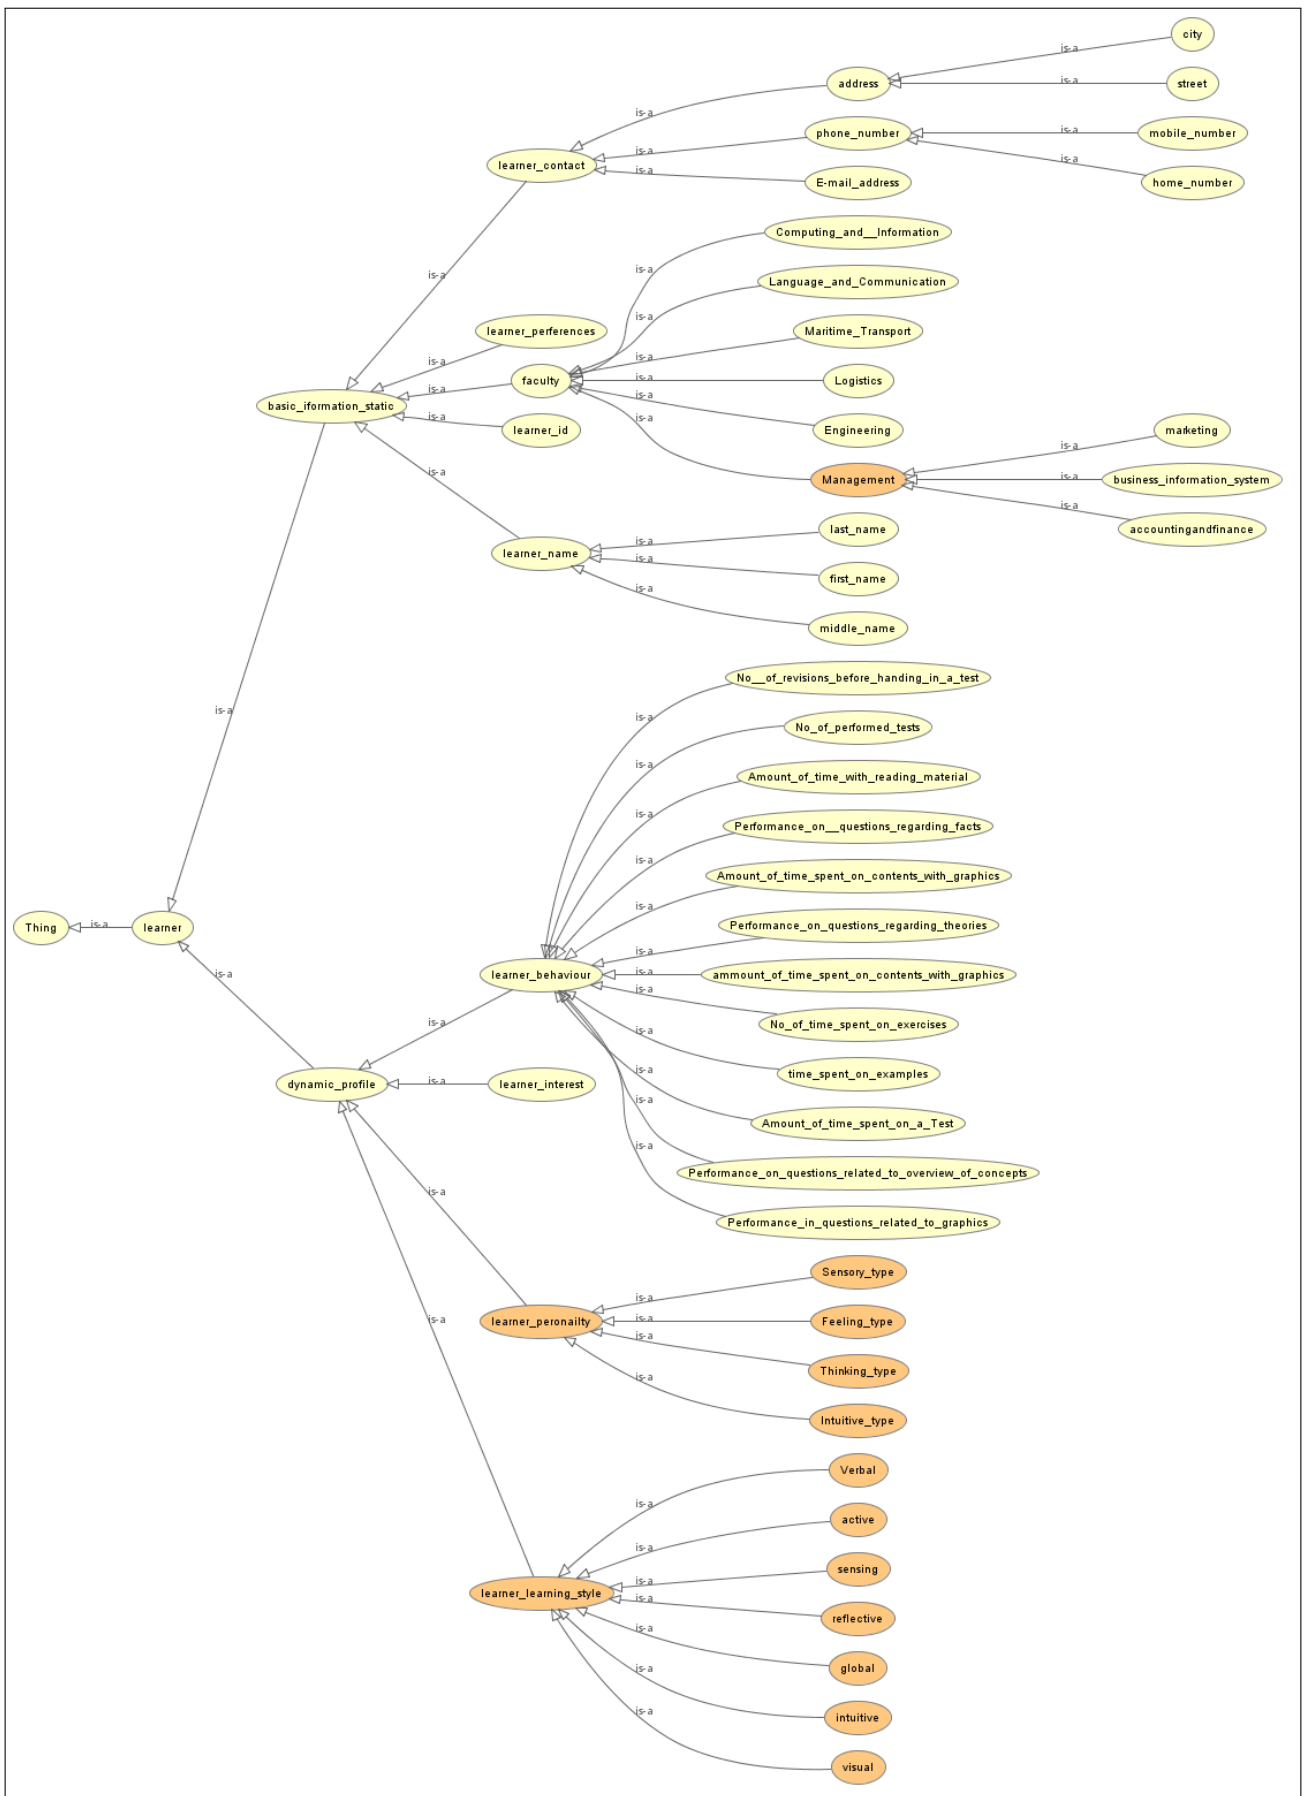 city
is-a
address
is-a
street
is-a
phone_number
is-a
mobile_number
is-a
learner_contact
is-a
is-a
E-mail_address
home_number
Computing_and__Information
is-a
is-a
Language_and_Communication
is-a
learner_perferences
Maritime_Transport
is-a
is-a
faculty
is-a
Logistics
is-a
basic_iformation_static
is-a
is-a
learner_id
is-a
Engineering
marketing
is-a
is-a
Management
is-a
business_information_system
is-a
last_name
accountingandfinance
is-a
learner_name
is-a
first_name
is-a
middle_name
No__of_revisions_before_handing_in_a_test
is-a
is-a
No_of_performed_tests
is-a
Amount_of_time_with_reading_material
is-a
Performance_on__questions_regarding_facts
is-a
Amount_of_time_spent_on_contents_with_graphics
is-a
Thing
is-a
learner
Performance_on_questions_regarding_theories
is-a
is-a
learner_behaviour
is-a
ammount_of_time_spent_on_contents_with_graphics
is-a
is-a
No_of_time_spent_on_exercises
is-a
time_spent_on_examples
is-a
dynamic_profile
is-a
learner_interest
is-a
Amount_of_time_spent_on_a_Test
is-a
Performance_on_questions_related_to_overview_of_concepts
is-a
Performance_in_questions_related_to_graphics
Sensory_type
is-a
is-a
learner_peronailty
is-a
Feeling_type
is-a
Thinking_type
is-a
Intuitive_type
Verbal
is-a
active
is-a
sensing
is-a
learner_learning_style
is-a
reflective
is-a
global
is-a
intuitive
is-a
visual